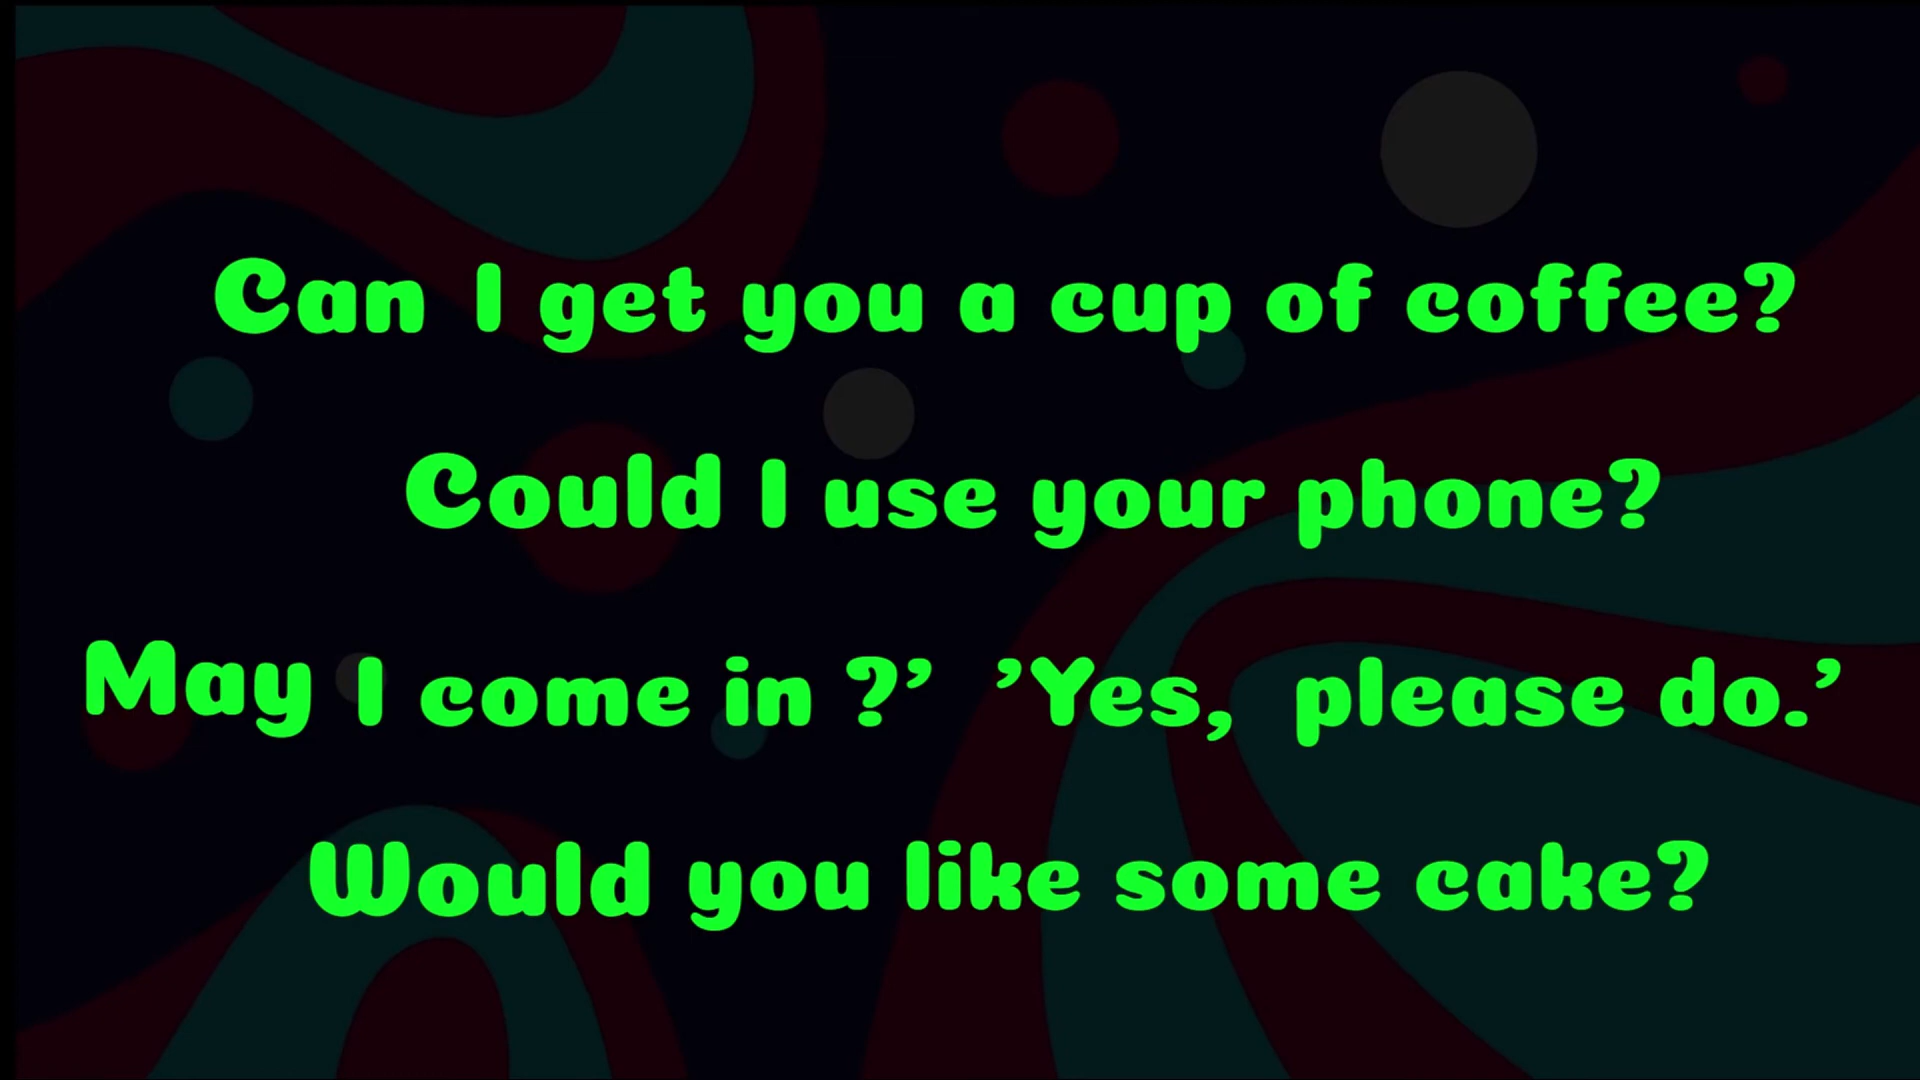 Can I get you a cup of coffee?
Could I use your phone?
May I come in ?’ ’Yes, please do.’
Would you like some cake?